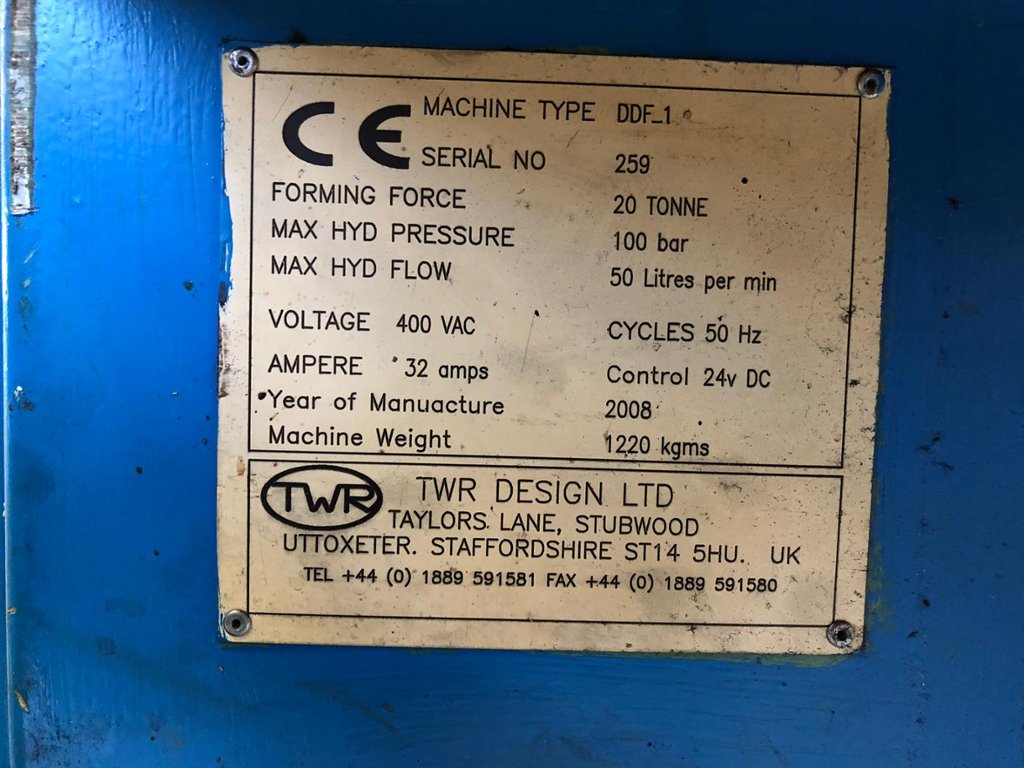 CE MACHINE TYPE DDF_1
SERIAL NO 259
FORMING FORCE 20 TONNE
MAX HYD PRESSURE 100 bar
MAX HYD FLOW 50 Litres per min
VOLTAGE 400 VAC CYCLES 50 Hz
AMPERE 32 amps Control 24v DC
Year of Manuacture 2008
Machine Weight 1220 kgms
TWR TWR DESIGN LTD
TAYLORS LANE, STUBWOOD
UTTOXETER. STAFFORDSHIRE ST14 5HU. UK
TEL +44 (0) 1889 591581 FAX +44 (0) 1889 591580